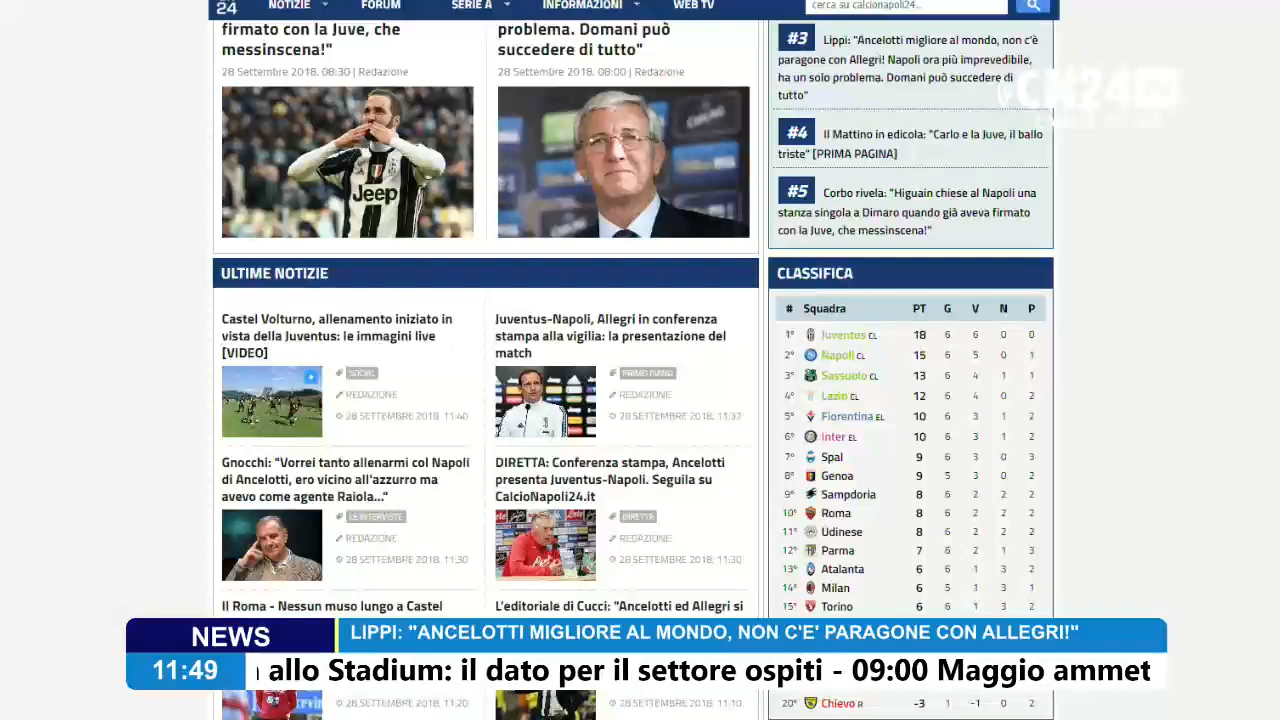 24 NOTIZIE FORUM SERIE A INFORMAZIONI WEB TV cerca su calcionapoli24..
firmato con la Juve, che
messinscena!"
28 Settembre 2018, 08:30 | Redazione
Jeep
problema. Domani può
succedere di tutto"
28 Settembre 2018, 08:00 | Redazione
#3 Lippi: "Ancelotti migliore al mondo, non c'è
paragone con Allegri! Napoli ora più imprevedibile,
ha un solo problema. Domani può succedere di
tutto"
#4 Il Mattino in edicola: "Carlo e la Juve, il ballo
triste" [PRIMA PAGINA]
#5 Corbo rivela: "Higuain chiese al Napoli una
stanza singola a Dimaro quando già aveva firmato
con la Juve, che messinscena!"
CN24
ULTIME NOTIZIE
Castel Volturno, allenamento iniziato in
vista della Juventus: le immagini live
[VIDEO]
SOCIAL
REDAZIONE
28 SETTEMBRE 2018, 11:40
Juventus-Napoli, Allegri in conferenza
stampa alla vigilia: la presentazione del
match
PRIMO PIANO
REDAZIONE
28 SETTEMBRE 2018, 11:37
Gnocchi: "Vorrei tanto allenarmi col Napoli
di Ancelotti, ero vicino all'azzurro ma
avevo come agente Raiola..."
LE INTERVISTE
REDAZIONE
28 SETTEMBRE 2018, 11:30
DIRETTA: Conferenza stampa, Ancelotti
presenta Juventus-Napoli. Seguila su
CalcioNapoli24.it
DIRETTA
REDAZIONE
28 SETTEMBRE 2018, 11:30
Il Roma - Nessun muso lungo a Castel
L'editoriale di Cucci: "Ancelotti ed Allegri si
CLASSIFICA
# Squadra PT G V N P
1° Juventus CL 18 6 6 0 0
2° Napoli CL 15 6 5 0 1
3° Sassuolo CL 13 6 4 1 1
4° Lazio CL 12 6 4 0 2
5° Fiorentina EL 10 6 3 1 2
6° Inter EL 10 6 3 1 2
7° Spal 9 6 3 0 3
8° Genoa 9 5 3 0 2
9° Sampdoria 8 6 2 2 2
10° Roma 8 6 2 2 2
11° Udinese 8 6 2 2 2
12° Parma 7 6 2 1 3
13° Atalanta 6 6 1 3 2
14° Milan 6 5 1 3 1
15° Torino 6 6 1 3 2
NEWS
LIPPI: "ANCELOTTI MIGLIORE AL MONDO, NON C'E' PARAGONE CON ALLEGRI!"
11:49
allo Stadium: il dato per il settore ospiti - 09:00 Maggio ammet
28 SETTEMBRE 2018, 11:20
28 SETTEMBRE 2018, 11:10
20° Chievo R -3 1 -1 0 2